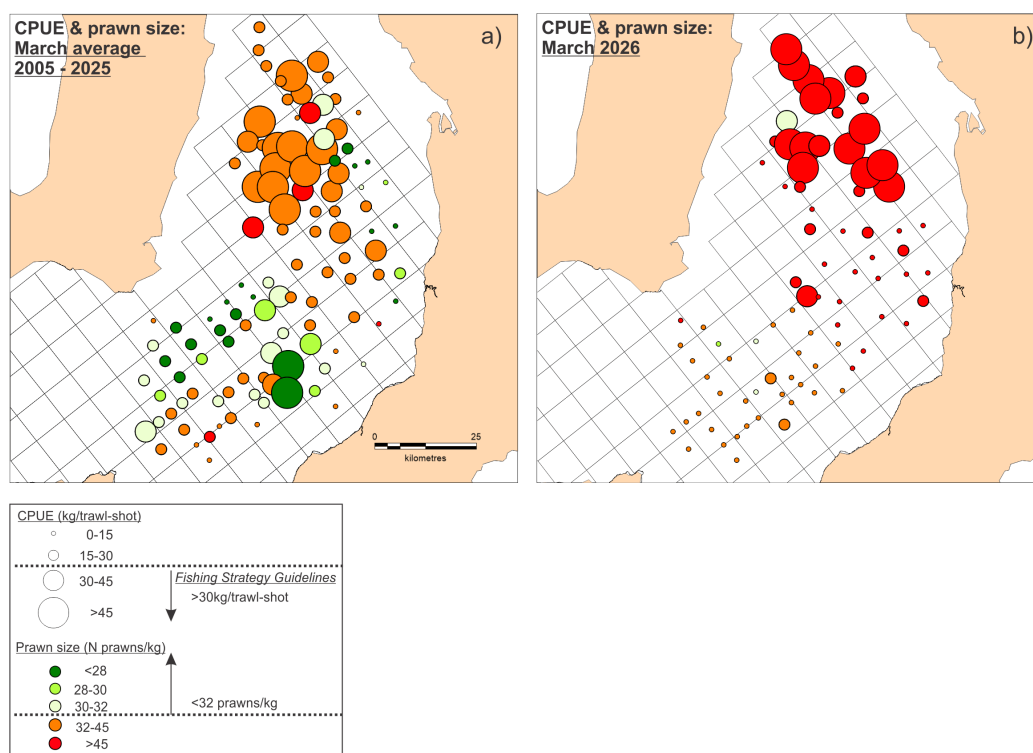 CPUE & prawn size:
March average
2005 - 2025
a)
0
25
kilometres
CPUE & prawn size:
March 2026
b)
CPUE (kg/trawl-shot)
0-15
15-30
30-45
>45
Fishing Strategy Guidelines
>30kg/trawl-shot
Prawn size (N prawns/kg)
<28
28-30
30-32
<32 prawns/kg
32-45
>45